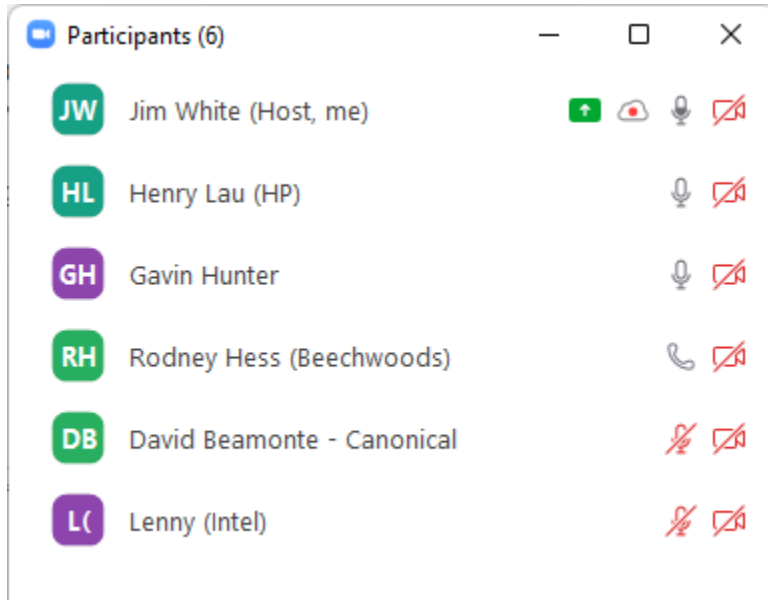 Participants (6)
JW Jim White (Host, me)
HL Henry Lau (HP)
GH Gavin Hunter
RH Rodney Hess (Beechwoods)
DB David Beamonte - Canonical
L( Lenny (Intel)